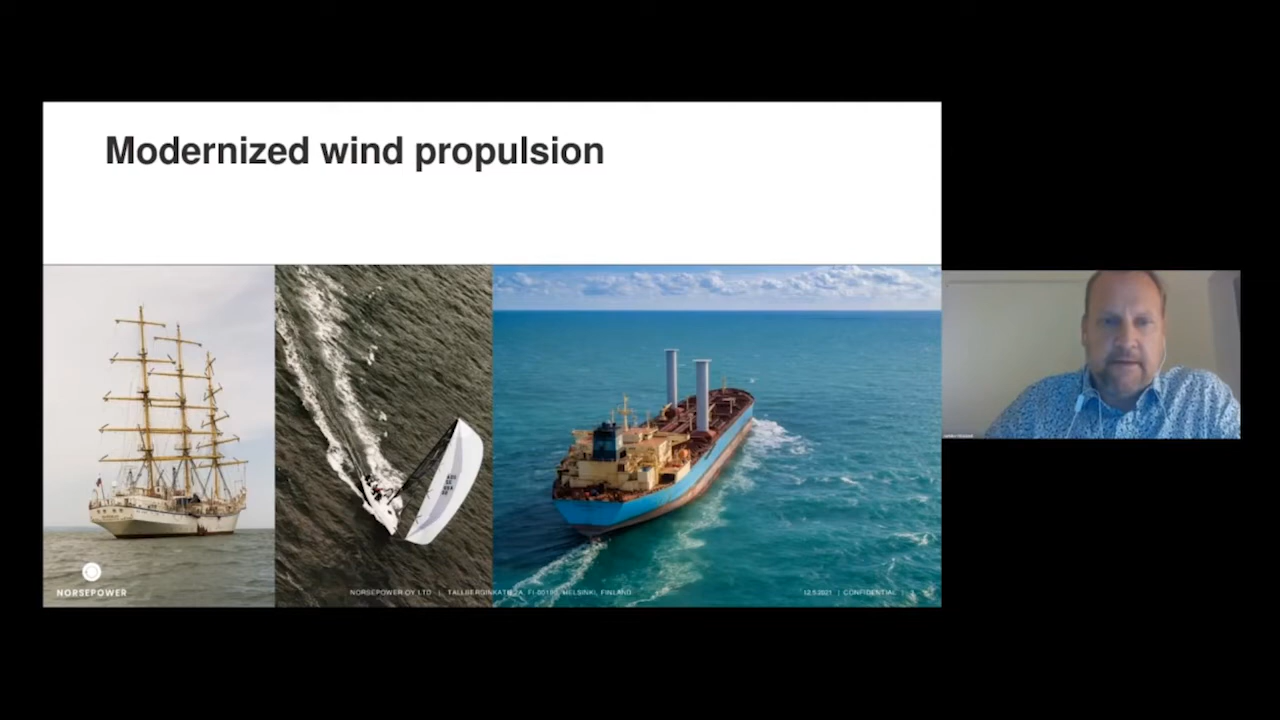 Modernized wind propulsion
NORSEPOWER
NORSEPOWER OY LTD | TALLBERGINKATU 2A, FI-00180, HELSINKI, FINLAND
12.5.2021 | CONFIDENTIAL |